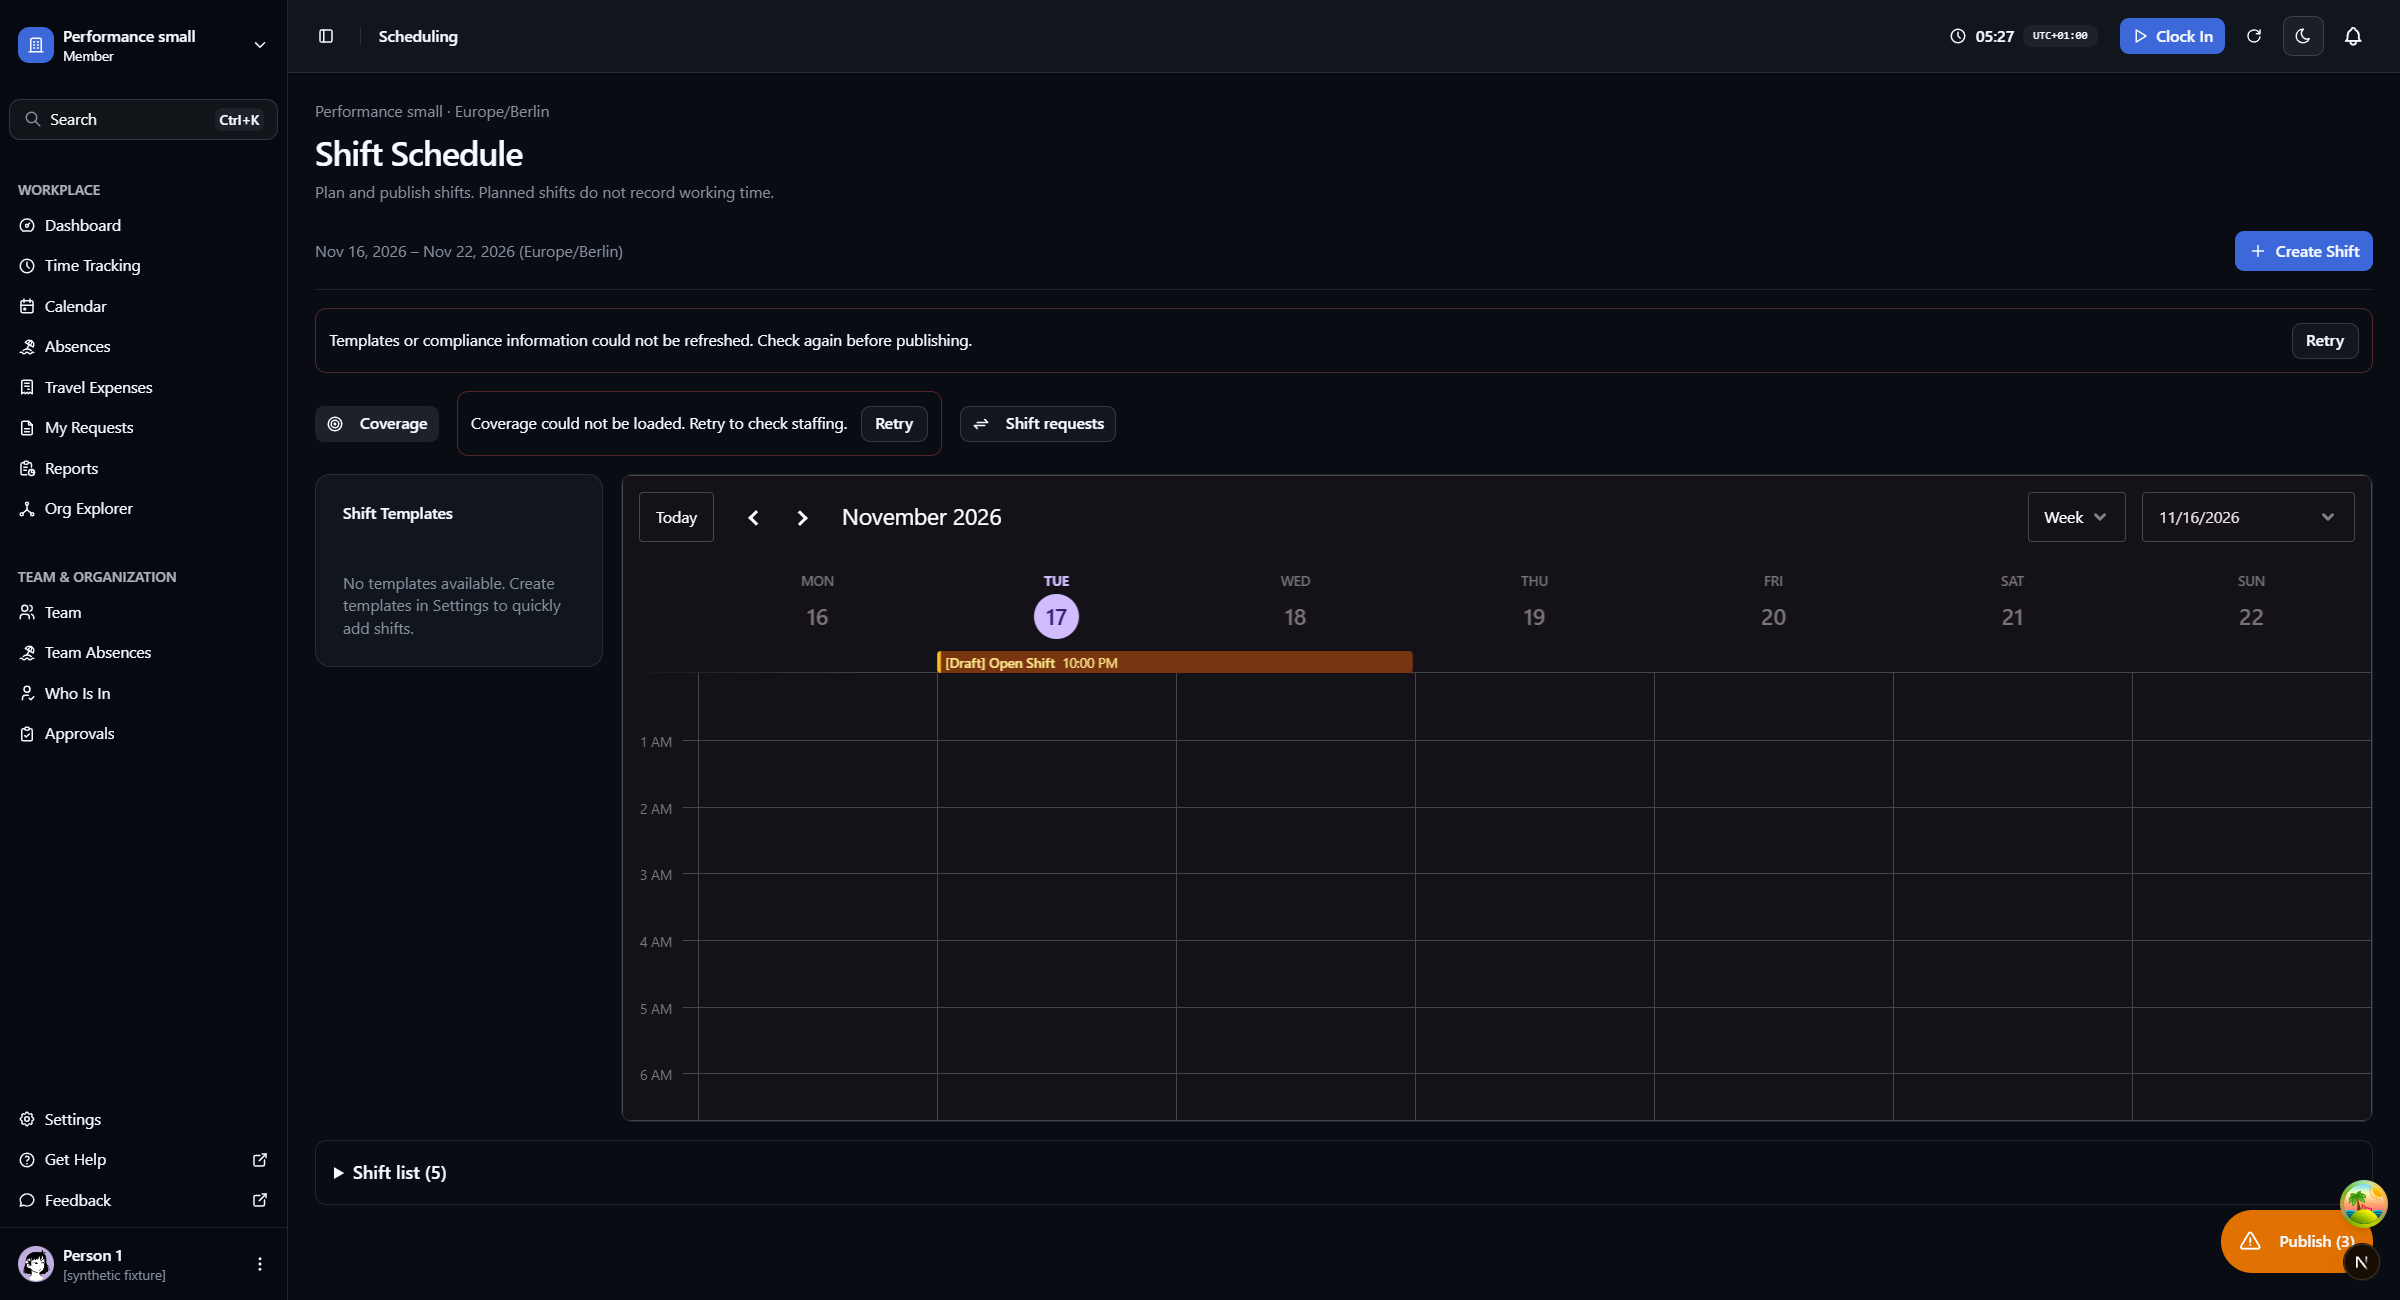 Performance small
Member
Search
Ctrl+K
WORKPLACE
Dashboard
Time Tracking
Calendar
Absences
Travel Expenses
My Requests
Reports
Org Explorer
TEAM & ORGANIZATION
Team
Team Absences
Who Is In
Approvals
Settings
Get Help
Feedback
Person 1
[synthetic fixture]
Scheduling
05:27
UTC+01:00
Clock In
Performance small · Europe/Berlin
Shift Schedule
Plan and publish shifts. Planned shifts do not record working time.
Nov 16, 2026 – Nov 22, 2026 (Europe/Berlin)
Create Shift
Templates or compliance information could not be refreshed. Check again before publishing.
Retry
Coverage
Coverage could not be loaded. Retry to check staffing.
Retry
Shift requests
Shift Templates
No templates available. Create
templates in Settings to quickly
add shifts.
Today
November 2026
Week
11/16/2026
MON
16
TUE
17
WED
18
THU
19
FRI
20
SAT
21
SUN
22
[Draft] Open Shift 10:00 PM
1 AM
2 AM
3 AM
4 AM
5 AM
6 AM
Shift list (5)
Publish (3)
N